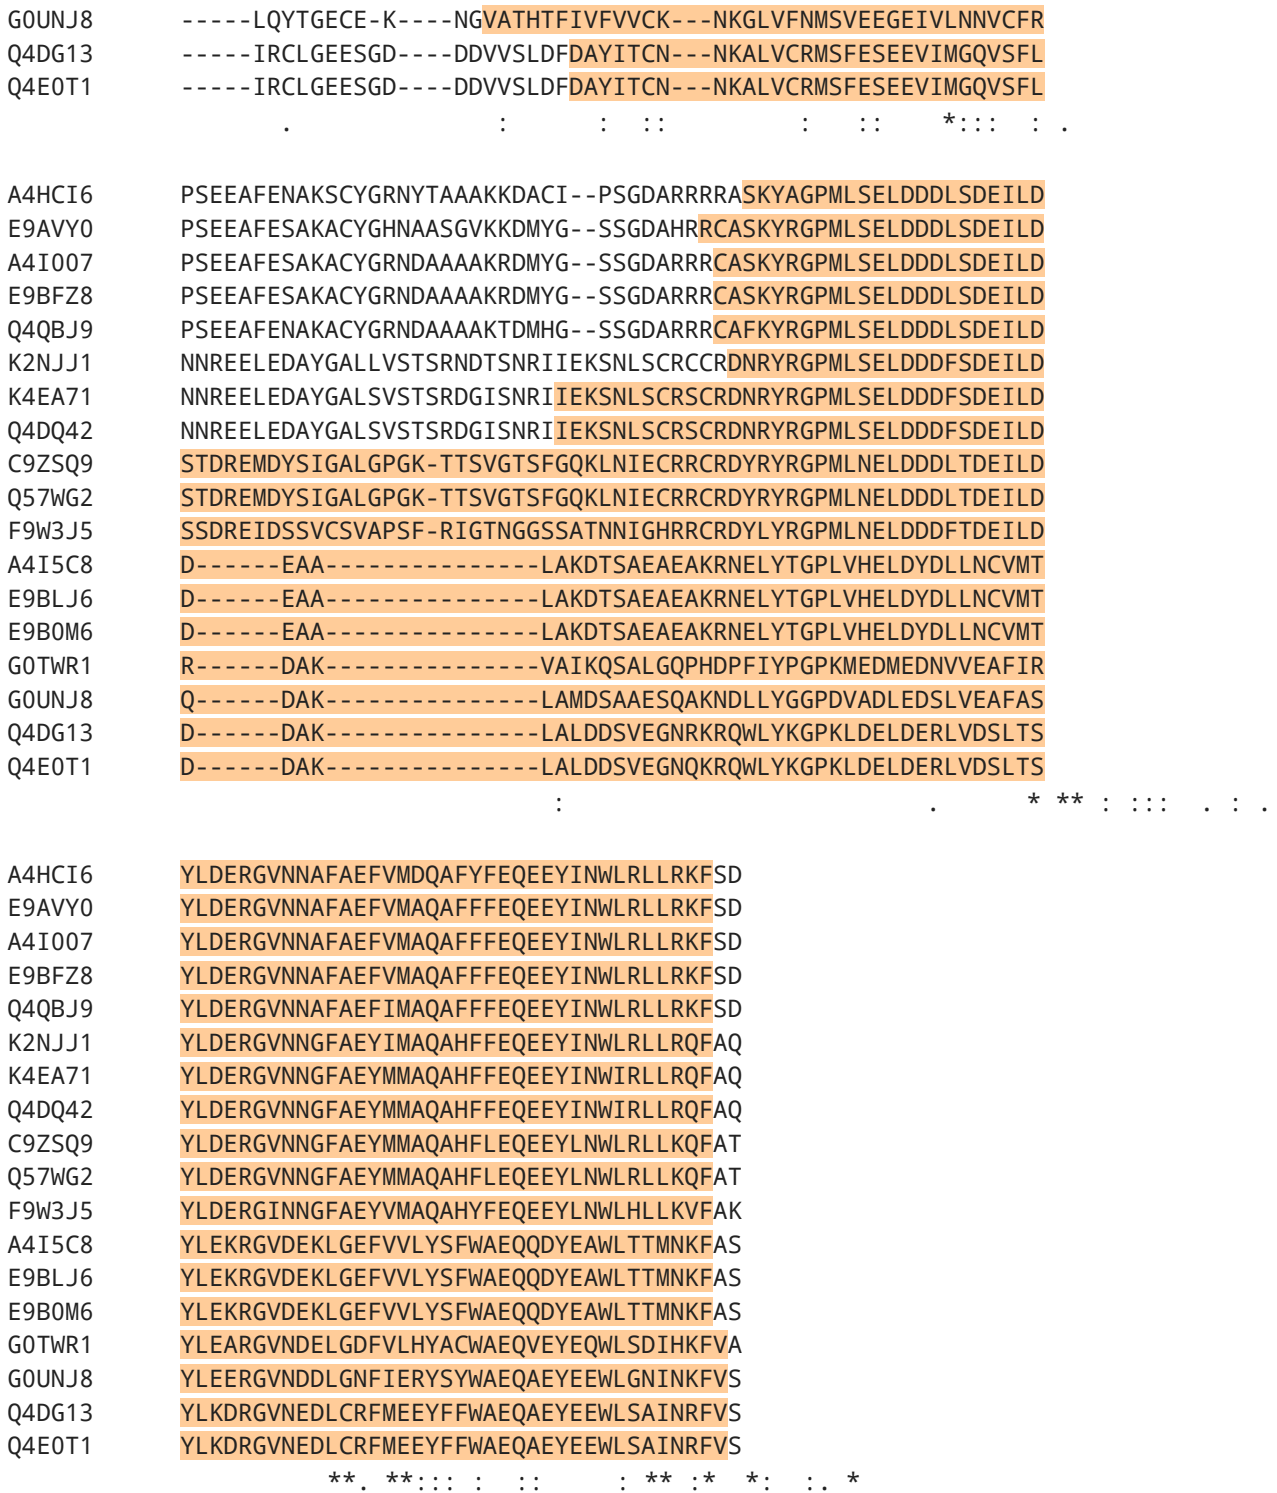 G0UNJ8 -----LQYTGECE-K----NGVATHTFIVFVVCK---NKGLVFNMSVEEGEIVLNNVCFR
Q4DG13 -----IRCLGEESGD----DDVVSLDFDAYITCN---NKALVCRMSFESEEVIMGQVSFL
Q4E0T1 -----IRCLGEESGD----DDVVSLDFDAYITCN---NKALVCRMSFESEEVIMGQVSFL
. : : :: : :: *::: : .
A4HCI6 PSEEAFENAKSCYGRNYTAAAKKDACI--PSGDARRRRASKYAGPMLSELDDDLSDEILD
E9AVY0 PSEEAFESAKACYGHNAASGVKKDMYG--SSGDAHRRCASKYRGPMLSELDDDLSDEILD
A4I007 PSEEAFESAKACYGRNDAAAAKRDMYG--SSGDARRRCASKYRGPMLSELDDDLSDEILD
E9BFZ8 PSEEAFESAKACYGRNDAAAAKRDMYG--SSGDARRRCASKYRGPMLSELDDDLSDEILD
Q4QBJ9 PSEEAFENAKACYGRNDAAAAKTDMHG--SSGDARRRCAFKYRGPMLSELDDDLSDEILD
K2NJJ1 NNREELEDAYGALLVSTSRNDTSNRIIEKSNLSCRCCRDNRYRGPMLSELDDDFSDEILD
K4EA71 NNREELEDAYGALSVSTSRDGISNRIIEKSNLSCRSCRDNRYRGPMLSELDDDFSDEILD
Q4DQ42 NNREELEDAYGALSVSTSRDGISNRIIEKSNLSCRSCRDNRYRGPMLSELDDDFSDEILD
C9ZSQ9 STDREMDYSIGALGPGK-TTSVGTSFGQKLNIECRRCRDYRYRGPMLNELDDDLTDEILD
Q57WG2 STDREMDYSIGALGPGK-TTSVGTSFGQKLNIECRRCRDYRYRGPMLNELDDDLTDEILD
F9W3J5 SSDREIDSSVCSVAPSF-RIGTNGGSSATNNIGHRRCRDYLYRGPMLNELDDDFTDEILD
A4I5C8 D------EAA---------------LAKDTSAEAEAKRNELYTGPLVHELDYDLLNCVMT
E9BLJ6 D------EAA---------------LAKDTSAEAEAKRNELYTGPLVHELDYDLLNCVMT
E9B0M6 D------EAA---------------LAKDTSAEAEAKRNELYTGPLVHELDYDLLNCVMT
G0TWR1 R------DAK---------------VAIKQSALGQPHDPFIYPGPKMEDMEDNVVEAFIR
G0UNJ8 Q------DAK---------------LAMDSAAESQAKNDLLYGGPDVADLEDSLVEAFAS
Q4DG13 D------DAK---------------LALDDSVEGNRKRQWLYKGPKLDELDERLVDSLTS
Q4E0T1 D------DAK---------------LALDDSVEGNQKRQWLYKGPKLDELDERLVDSLTS
: . * ** : ::: . : .
A4HCI6 YLDERGVNNAFAEFVMDQAFYFEQEEYINWLRLLRKFSD
E9AVY0 YLDERGVNNAFAEFVMAQAFFFEQEEYINWLRLLRKFSD
A4I007 YLDERGVNNAFAEFVMAQAFFFEQEEYINWLRLLRKFSD
E9BFZ8 YLDERGVNNAFAEFVMAQAFFFEQEEYINWLRLLRKFSD
Q4QBJ9 YLDERGVNNAFAEFIMAQAFFFEQEEYINWLRLLRKFSD
K2NJJ1 YLDERGVNNGFAEYIMAQAHFFEQEEYINWLRLLRQFAQ
K4EA71 YLDERGVNNGFAEYMMAQAHFFEQEEYINWIRLLRQFAQ
Q4DQ42 YLDERGVNNGFAEYMMAQAHFFEQEEYINWIRLLRQFAQ
C9ZSQ9 YLDERGVNNGFAEYMMAQAHFLEQEEYLNWLRLLKQFAT
Q57WG2 YLDERGVNNGFAEYMMAQAHFLEQEEYLNWLRLLKQFAT
F9W3J5 YLDERGINNGFAEYVMAQAHYFEQEEYLNWLHLLKVFAK
A4I5C8 YLEKRGVDEKLGEFVVLYSFWAEQQDYEAWLTTMNKFAS
E9BLJ6 YLEKRGVDEKLGEFVVLYSFWAEQQDYEAWLTTMNKFAS
E9B0M6 YLEKRGVDEKLGEFVVLYSFWAEQQDYEAWLTTMNKFAS
G0TWR1 YLEARGVNDELGDFVLHYACWAEQVEYEQWLSDIHKFVA
G0UNJ8 YLEERGVNDDLGNFIERYSYWAEQAEYEEWLGNINKFVS
Q4DG13 YLKDRGVNEDLCRFMEEYFFWAEQAEYEEWLSAINRFVS
Q4E0T1 YLKDRGVNEDLCRFMEEYFFWAEQAEYEEWLSAINRFVS
**. **::: : :: : ** :* *: :. *